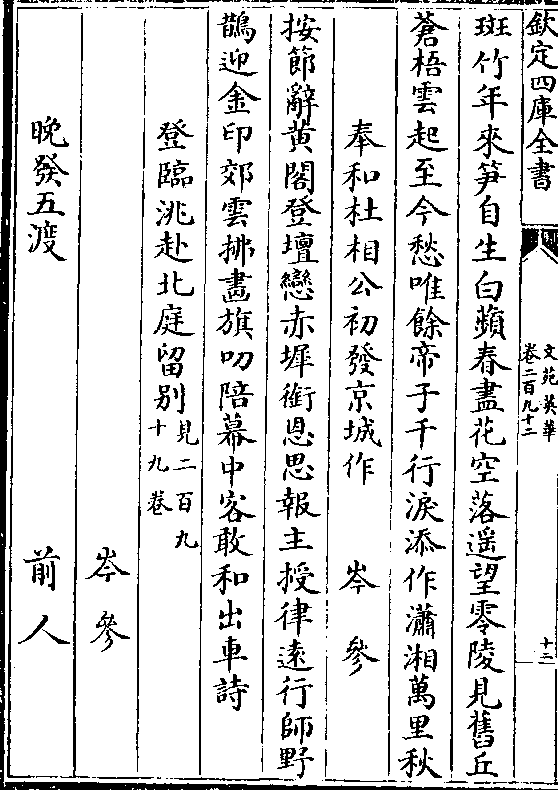 欽定四庫全書
文苑英華
卷二百九十二
十二
斑竹年來笋自生白蘋春盡花空落遥望零陵見舊丘
蒼梧雲起至今愁唯餘帝子千行淚添作瀟湘萬里秋
奉和杜相公初發京城作 岑參
按節辭黄閣登壇戀赤墀銜恩思報主授律逺行師野
鵲迎金印郊雲拂畵旗叨陪幕中客敢和出車詩
登臨洮赴北庭留别見二百九
十九卷
岑參
晚發五渡 前人